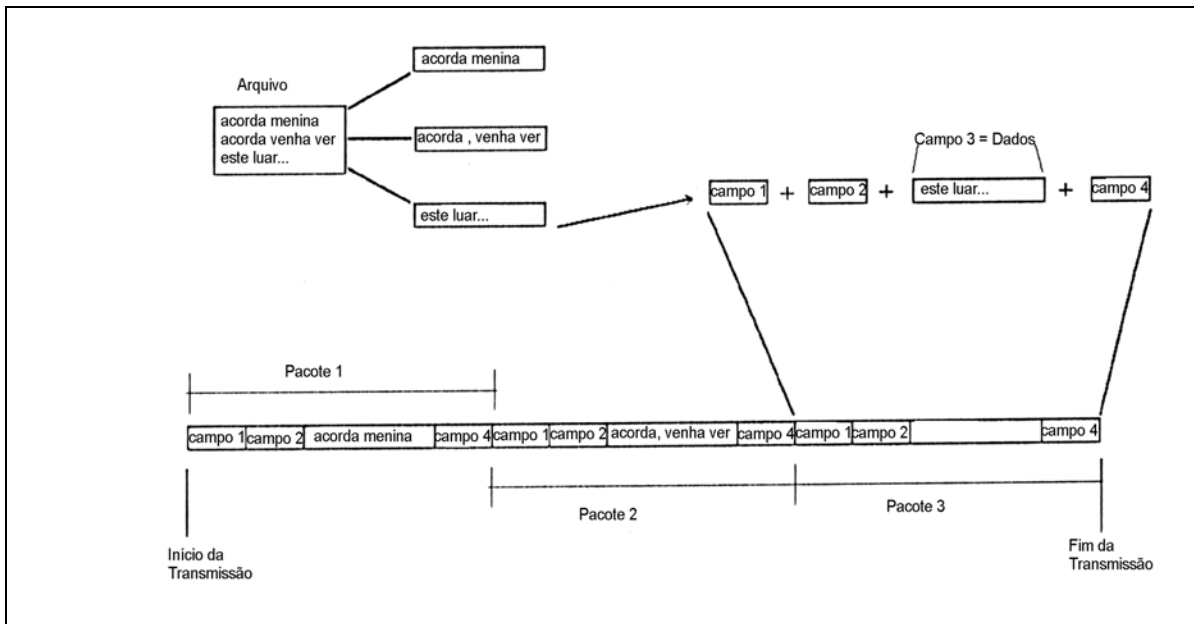 acorda menina
Arquivo
acorda menina
acorda venha ver
este luar...
acorda , venha ver
este luar...
Campo 3 = Dados
campo 1 + campo 2 + este luar... + campo 4
Pacote 1
campo 1 campo 2 acorda menina campo 4 campo 1 campo 2 acorda, venha ver campo 4 campo 1 campo 2 campo 4
Pacote 2
Pacote 3
Início da
Transmissão
Fim da
Transmissão